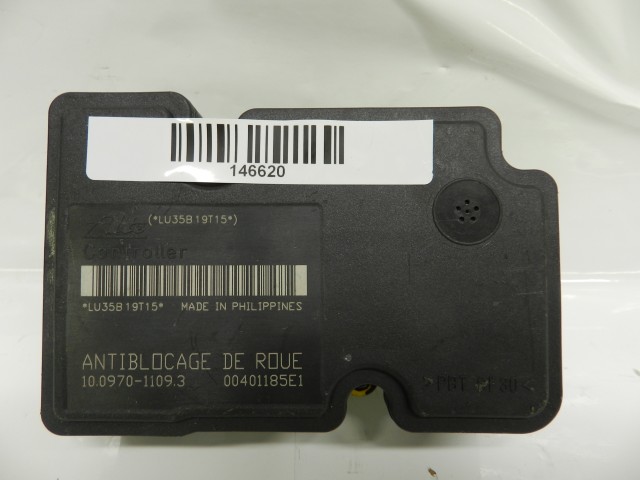 146620
(*LU35B19T15*)
Controller
*LU35B19T15* MADE IN PHILIPPINES
ANTIBLOCAGE DE ROUE
10.0970-1109.3 00401185E1